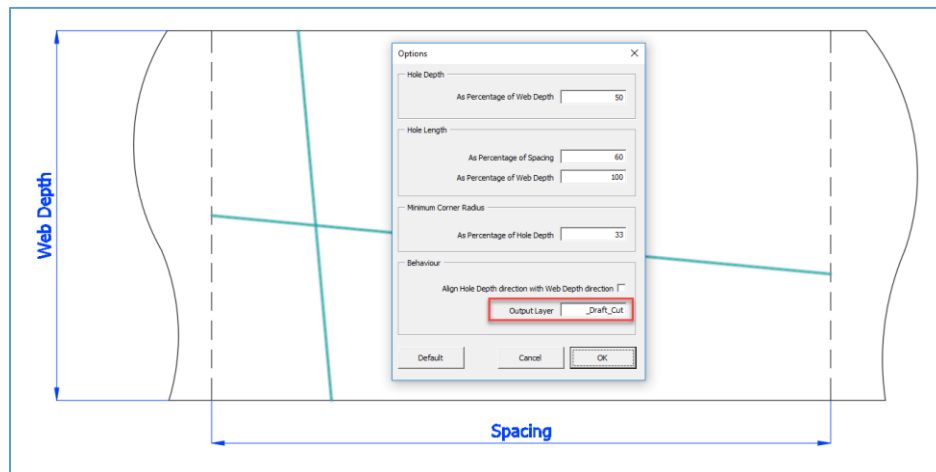 Options
Hole Depth
As Percentage of Web Depth 50
Hole Length
As Percentage of Spacing 60
As Percentage of Web Depth 100
Minimum Corner Radius
As Percentage of Hole Depth 33
Behaviour
Align Hole Depth direction with Web Depth direction
Output Layer _Draft_Cut
Default Cancel OK
Web Depth
Spacing